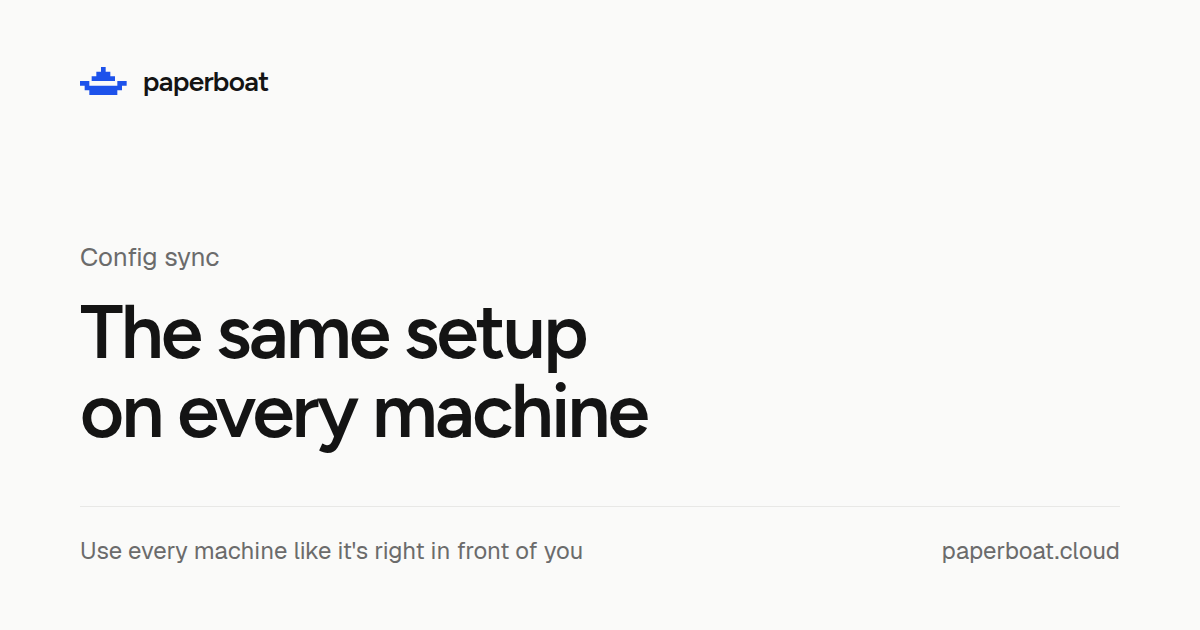 paperboat
Config sync
The same setup
on every machine
Use every machine like it's right in front of you
paperboat.cloud